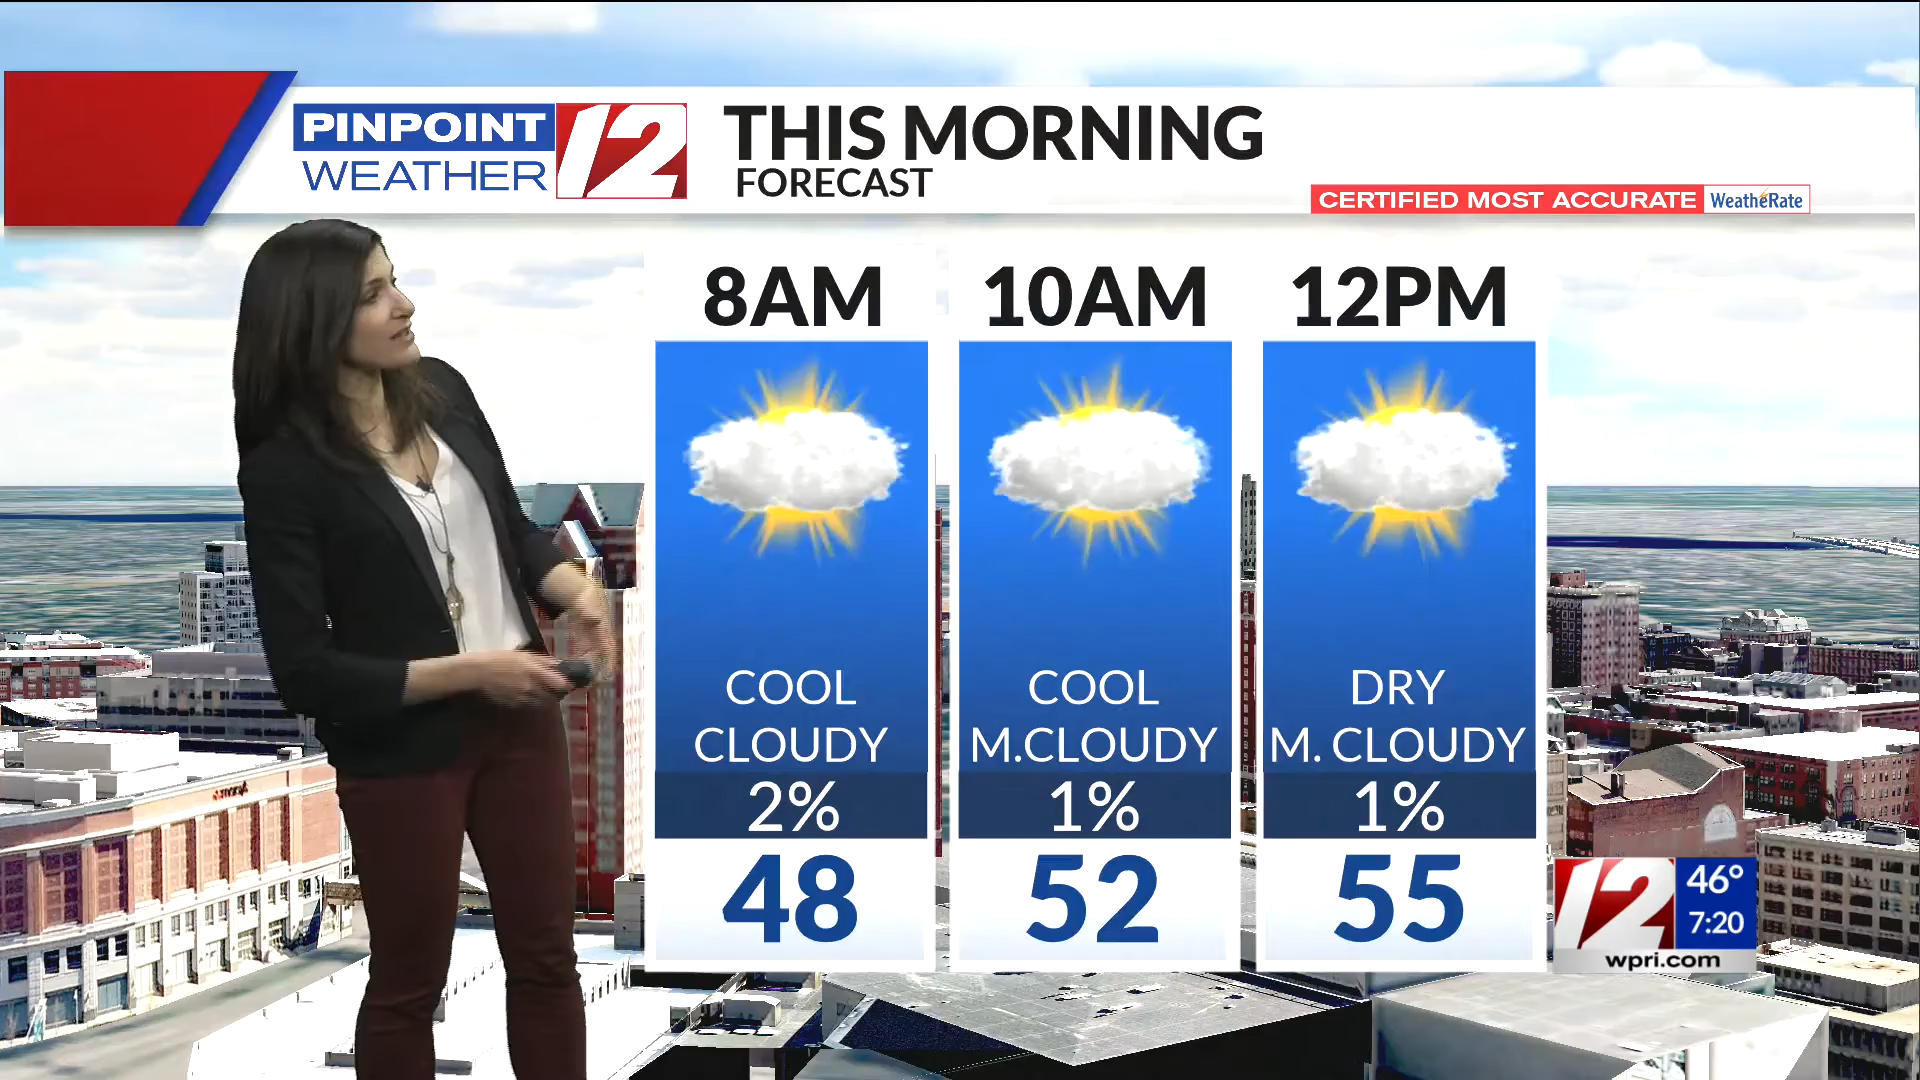 PINPOINT
WEATHER
12
THIS MORNING
FORECAST
CERTIFIED MOST ACCURATE
WeatheRate
8AM
10AM
12PM
COOL
CLOUDY
2%
48
COOL
M.CLOUDY
1%
52
DRY
M. CLOUDY
1%
55
12
46°
7:20
wpri.com